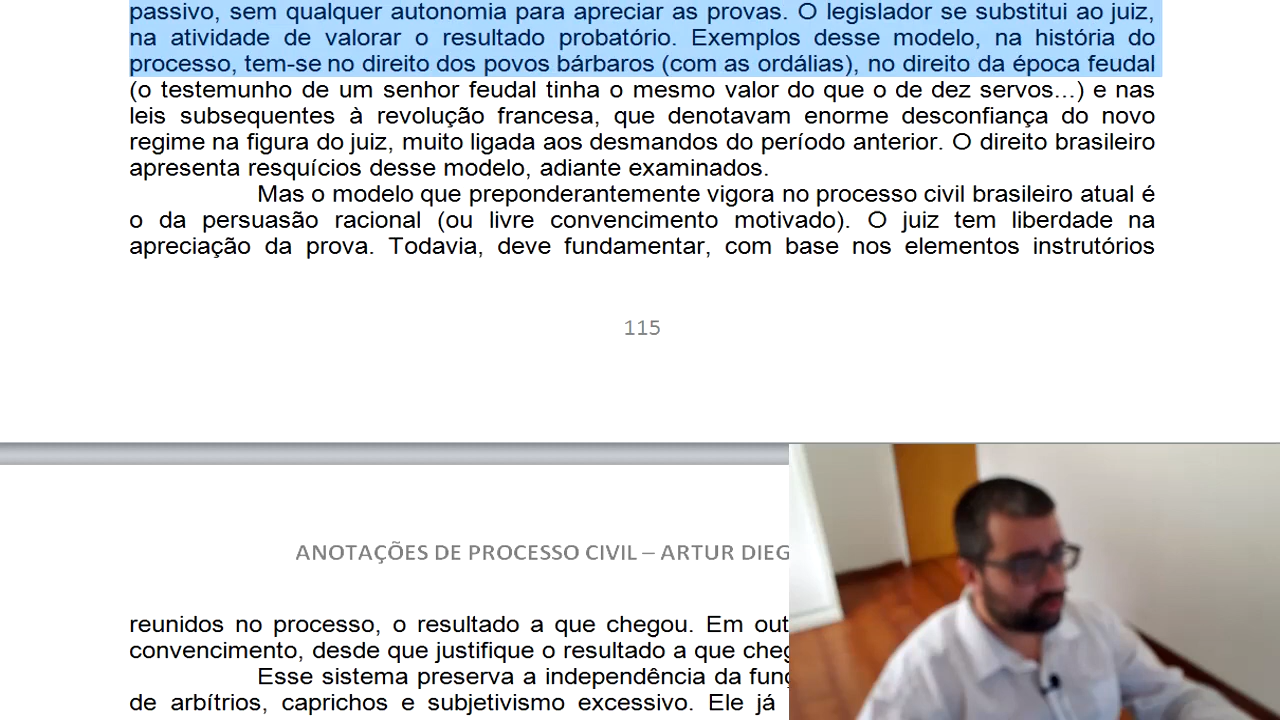 passivo, sem qualquer autonomia para apreciar as provas. O legislador se substitui ao juiz,
na atividade de valorar o resultado probatório. Exemplos desse modelo, na história do
processo, tem-se no direito dos povos bárbaros (com as ordálias), no direito da época feudal
(o testemunho de um senhor feudal tinha o mesmo valor do que o de dez servos...) e nas
leis subsequentes à revolução francesa, que denotavam enorme desconfiança do novo
regime na figura do juiz, muito ligada aos desmandos do período anterior. O direito brasileiro
apresenta resquícios desse modelo, adiante examinados.
Mas o modelo que preponderantemente vigora no processo civil brasileiro atual é
o da persuasão racional (ou livre convencimento motivado). O juiz tem liberdade na
apreciação da prova. Todavia, deve fundamentar, com base nos elementos instrutórios
115
ANOTAÇÕES DE PROCESSO CIVIL – ARTUR DIEG
reunidos no processo, o resultado a que chegou. Em out
convencimento, desde que justifique o resultado a que cheg
Esse sistema preserva a independência da funç
de arbítrios, caprichos e subjetivismo excessivo. Ele já